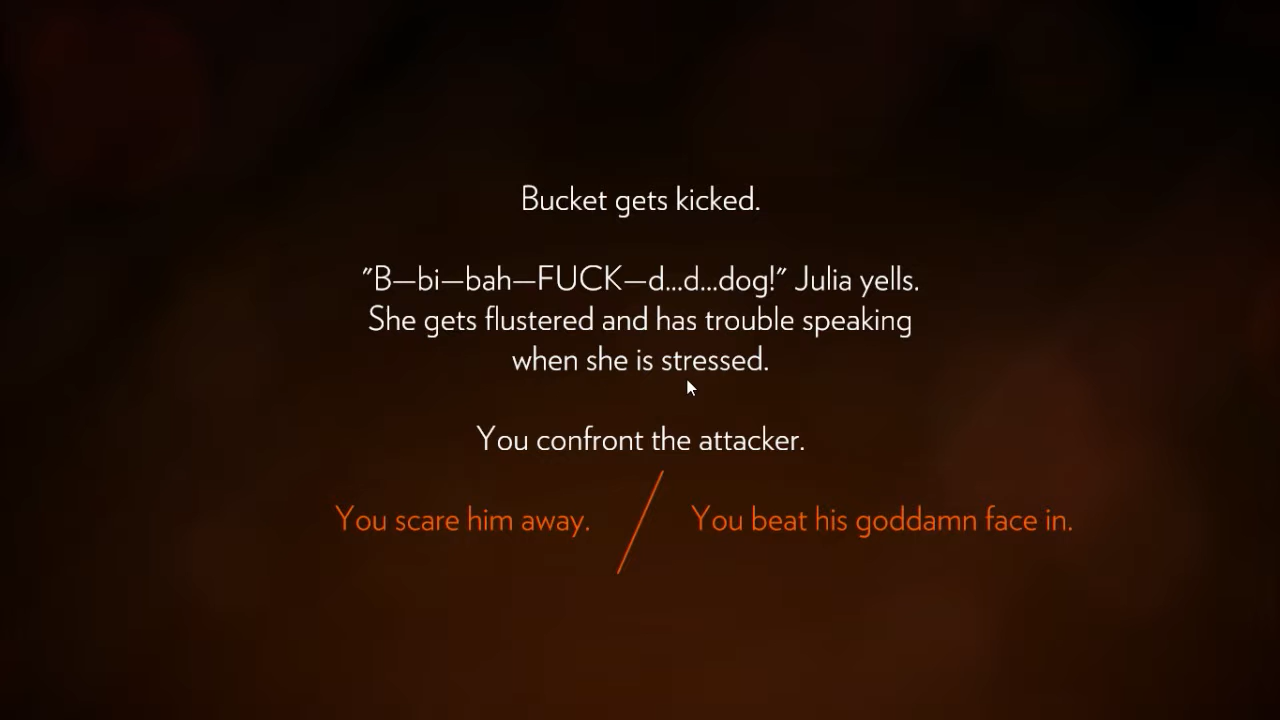 Bucket gets kicked.
"B—bi—bah—FUCK—d...d...dog!" Julia yells.
She gets flustered and has trouble speaking
when she is stressed.
You confront the attacker.
You scare him away. / You beat his goddamn face in.